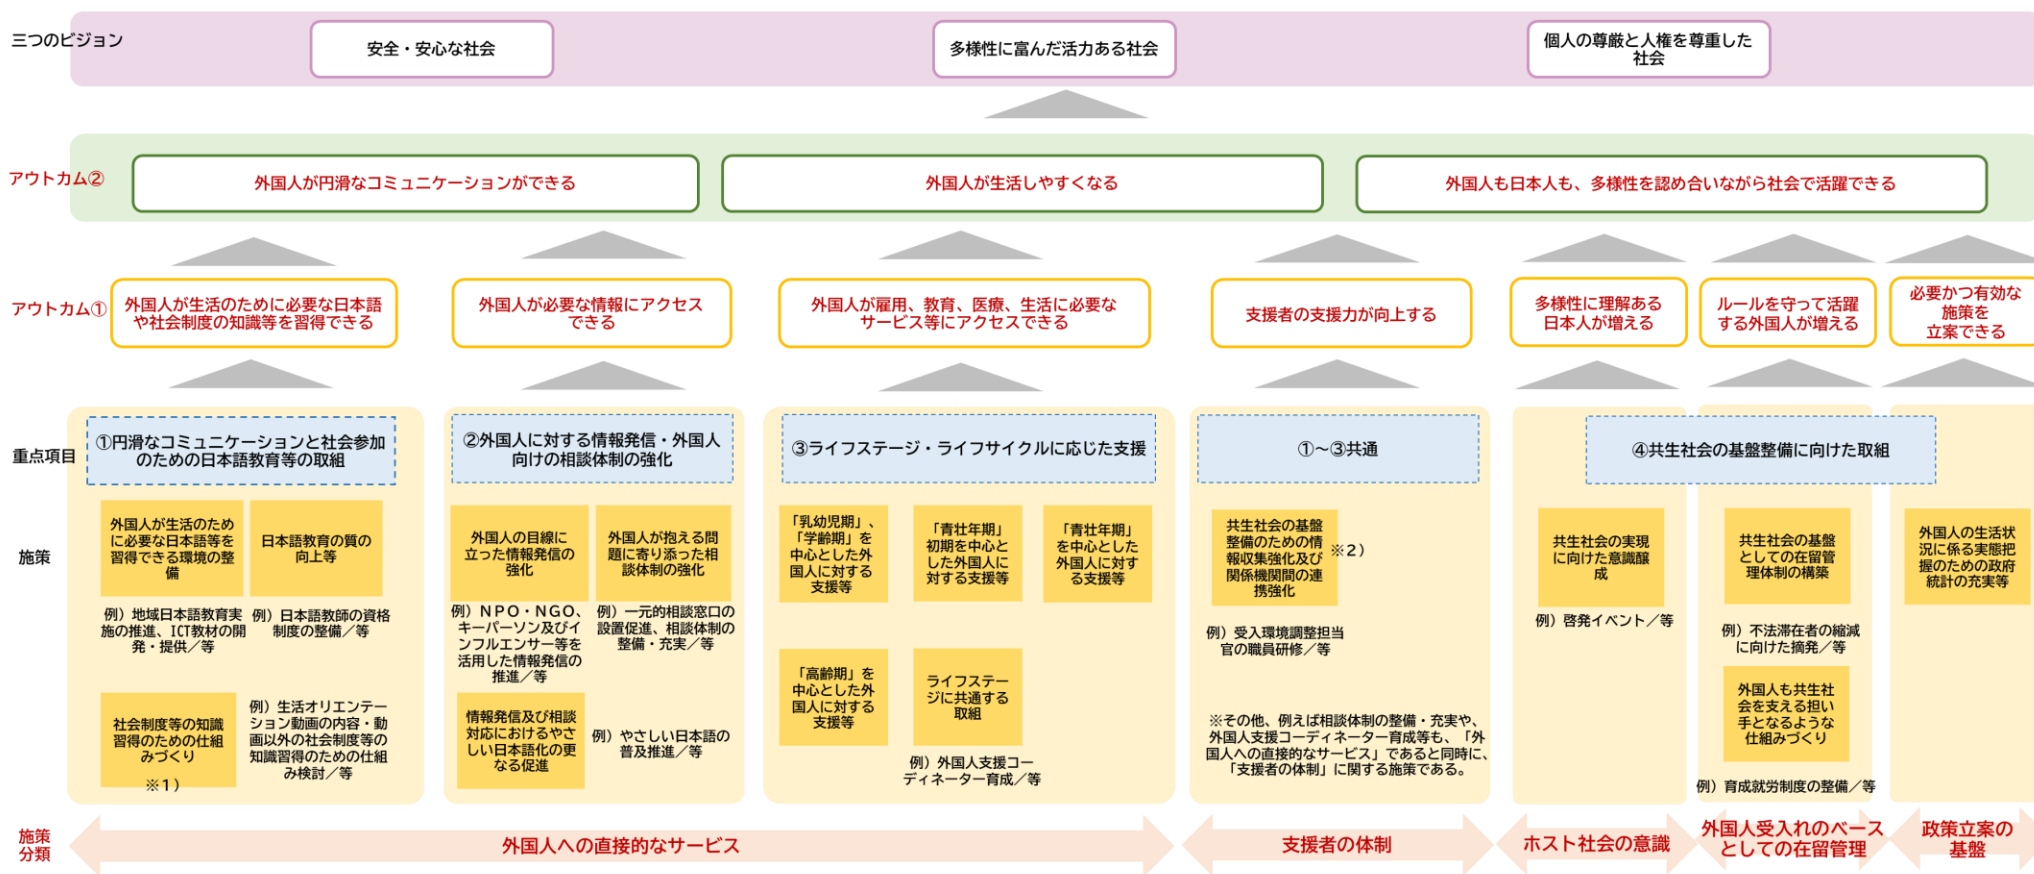 三つのビジョン
安全・安心な社会
多様性に富んだ活力ある社会
個人の尊厳と人権を尊重した
社会
アウトカム②
外国人が円滑なコミュニケーションができる
外国人が生活しやすくなる
外国人も日本人も、多様性を認め合いながら社会で活躍できる
アウトカム①
外国人が生活のために必要な日本語
や社会制度の知識等を習得できる
外国人が必要な情報にアクセス
できる
外国人が雇用、教育、医療、生活に必要な
サービス等にアクセスできる
支援者の支援力が向上する
多様性に理解ある
日本人が増える
ルールを守って活躍
する外国人が増える
必要かつ有効な
施策を
立案できる
重点項目
①円滑なコミュニケーションと社会参加
のための日本語教育等の取組
②外国人に対する情報発信・外国人
向けの相談体制の強化
③ライフステージ・ライフサイクルに応じた支援
①～③共通
④共生社会の基盤整備に向けた取組
施策
外国人が生活のため
に必要な日本語等を
習得できる環境の整
備
例）地域日本語教育実
施の推進、ICT教材の開
発・提供／等
日本語教育の質の
向上等
例）日本語教師の資格
制度の整備／等
社会制度等の知識
習得のための仕組
みづくり
※１）
例）生活オリエンテー
ション動画の内容・動
画以外の社会制度等の
知識習得のための仕組
み検討／等
外国人の目線に
立った情報発信の
強化
例）ＮＰＯ・ＮＧＯ、
キーパーソン及びイ
ンフルエンサー等を
活用した情報発信の
推進／等
外国人が抱える問
題に寄り添った相
談体制の強化
例）一元的相談窓口の
設置促進、相談体制の
整備・充実／等
情報発信及び相談
対応におけるやさ
しい日本語化の更
なる促進
例）やさしい日本語の
普及推進／等
「乳幼児期」、
「学齢期」を
中心とした外
国人に対する
支援等
「青壮年期」
初期を中心と
した外国人に
対する支援等
「青壮年期」
を中心とした
外国人に対す
る支援等
「高齢期」を
中心とした外
国人に対する
支援等
ライフステー
ジに共通する
取組
例）外国人支援コー
ディネーター育成／等
共生社会の基盤
整備のための情
報収集強化及び
関係機関間の連
携強化
※２）
例）受入環境調整担当
官の職員研修／等
※その他、例えば相談体制の整備・充実や、
外国人支援コーディネーター育成等も、「外
国人への直接的なサービス」であると同時に、
「支援者の体制」に関する施策である。
共生社会の実現
に向けた意識醸
成
例）啓発イベント／等
共生社会の基盤
としての在留管
理体制の構築
例）不法滞在者の縮減
に向けた摘発／等
外国人も共生社
会を支える担い
手となるような
仕組みづくり
例）育成就労制度の整備／等
外国人の生活状
況に係る実態把
握のための政府
統計の充実等
施策
分類
外国人への直接的なサービス
支援者の体制
ホスト社会の意識
外国人受入れのベース
としての在留管理
政策立案の
基盤